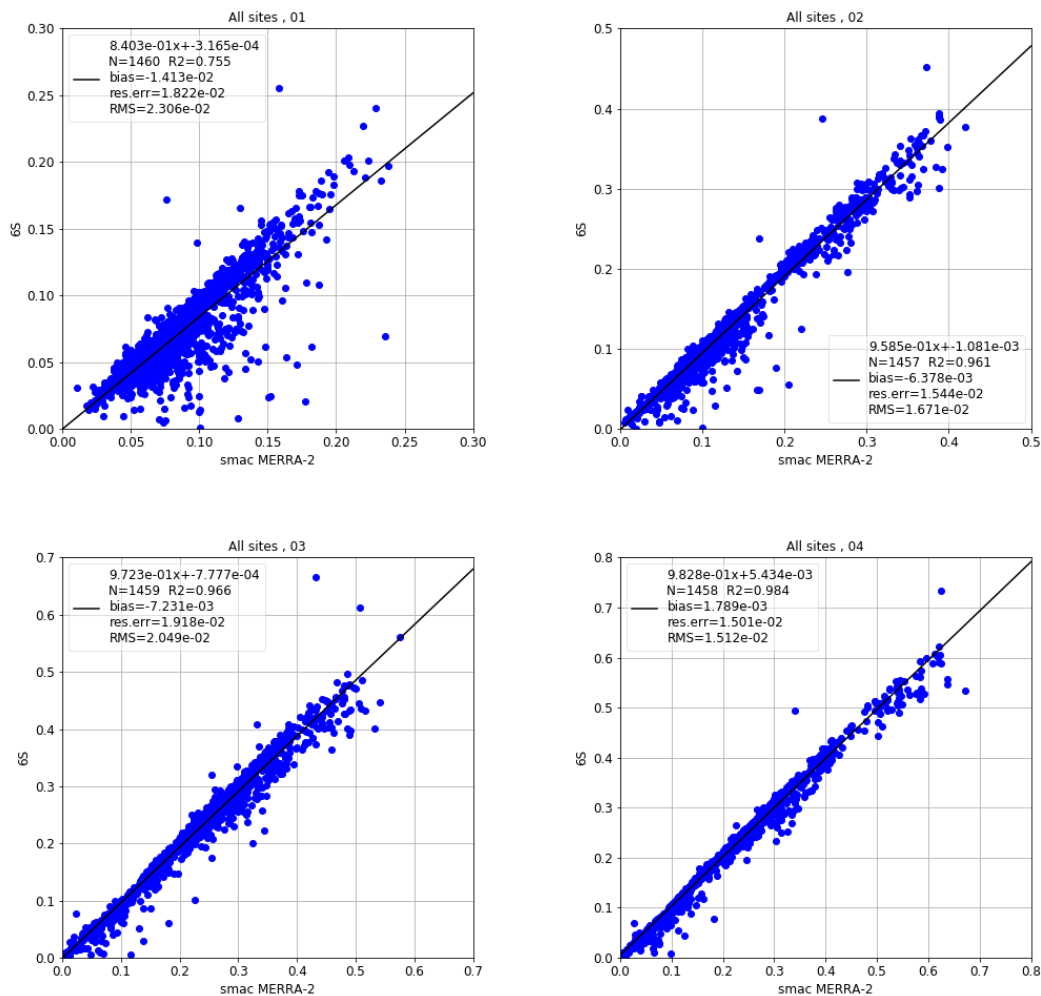 All sites , 01
8.403e-01x+-3.165e-04
N=1460 R2=0.755
bias=-1.413e-02
res.err=1.822e-02
RMS=2.306e-02
0.30
0.25
0.20
0.15
0.10
0.05
0.00
6S
0.00 0.05 0.10 0.15 0.20 0.25 0.30
smac MERRA-2
All sites , 02
0.5
0.4
0.3
0.2
0.1
0.0
6S
9.585e-01x+-1.081e-03
N=1457 R2=0.961
bias=-6.378e-03
res.err=1.544e-02
RMS=1.671e-02
0.0 0.1 0.2 0.3 0.4 0.5
smac MERRA-2
All sites , 03
9.723e-01x+-7.777e-04
N=1459 R2=0.966
bias=-7.231e-03
res.err=1.918e-02
RMS=2.049e-02
0.7
0.6
0.5
0.4
0.3
0.2
0.1
0.0
6S
0.0 0.1 0.2 0.3 0.4 0.5 0.6 0.7
smac MERRA-2
All sites , 04
9.828e-01x+5.434e-03
N=1458 R2=0.984
bias=1.789e-03
res.err=1.501e-02
RMS=1.512e-02
0.8
0.7
0.6
0.5
0.4
0.3
0.2
0.1
0.0
6S
0.0 0.1 0.2 0.3 0.4 0.5 0.6 0.7 0.8
smac MERRA-2